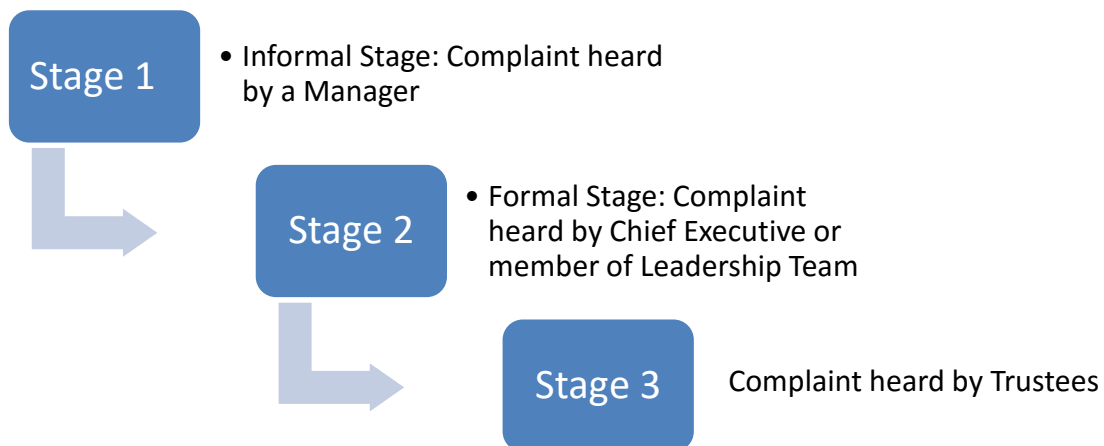 Stage 1
• Informal Stage: Complaint heard
by a Manager
Stage 2
• Formal Stage: Complaint
heard by Chief Executive or
member of Leadership Team
Stage 3
Complaint heard by Trustees